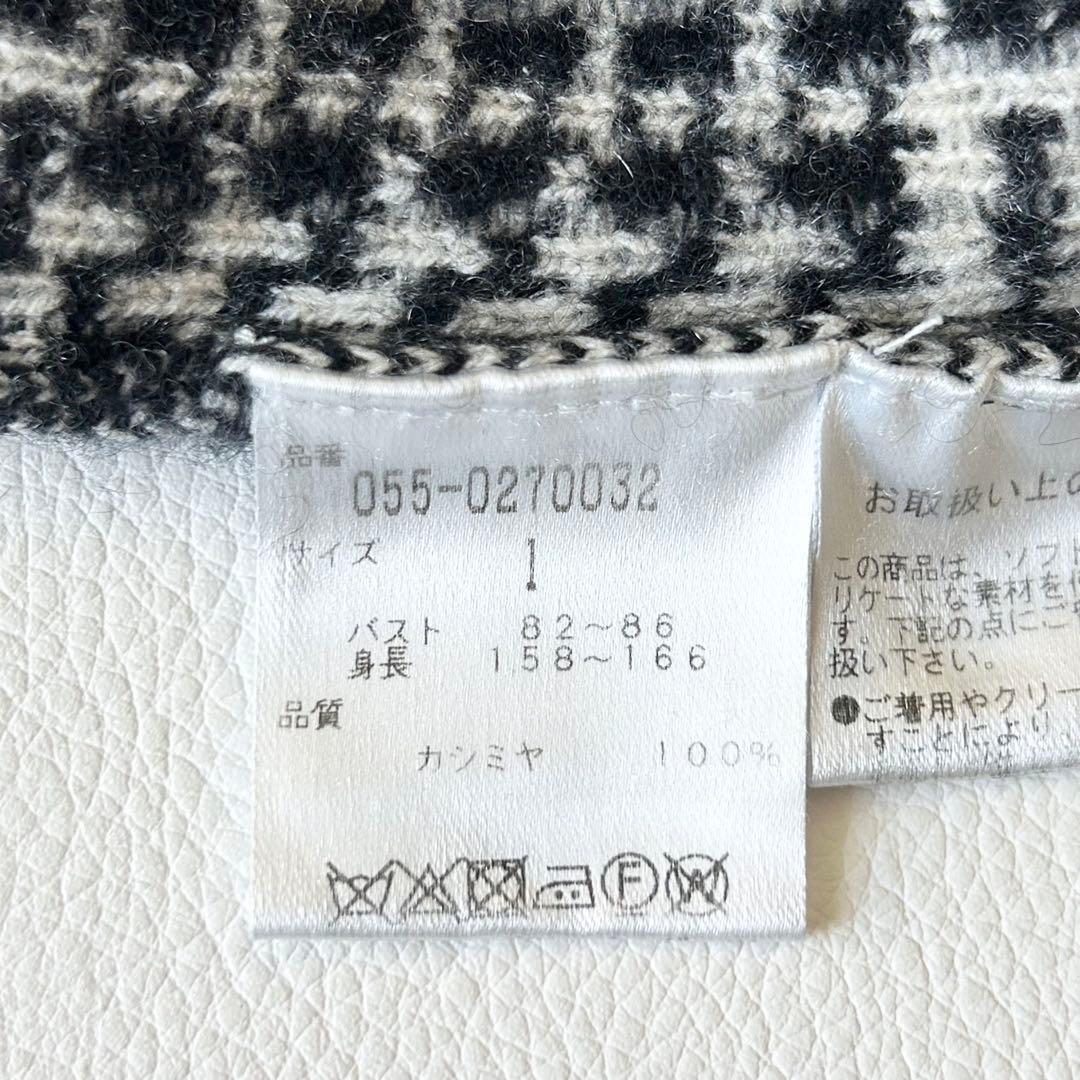 品番
055-0270032
サイズ 1
バスト 82～86
身長 158～166
品質
カシミヤ 100%
F
W
お取扱い上の
この商品は、ソフト
リケートな素材を使
す。下記の点にご
扱い下さい。
●ご着用やクリー
すことにより、